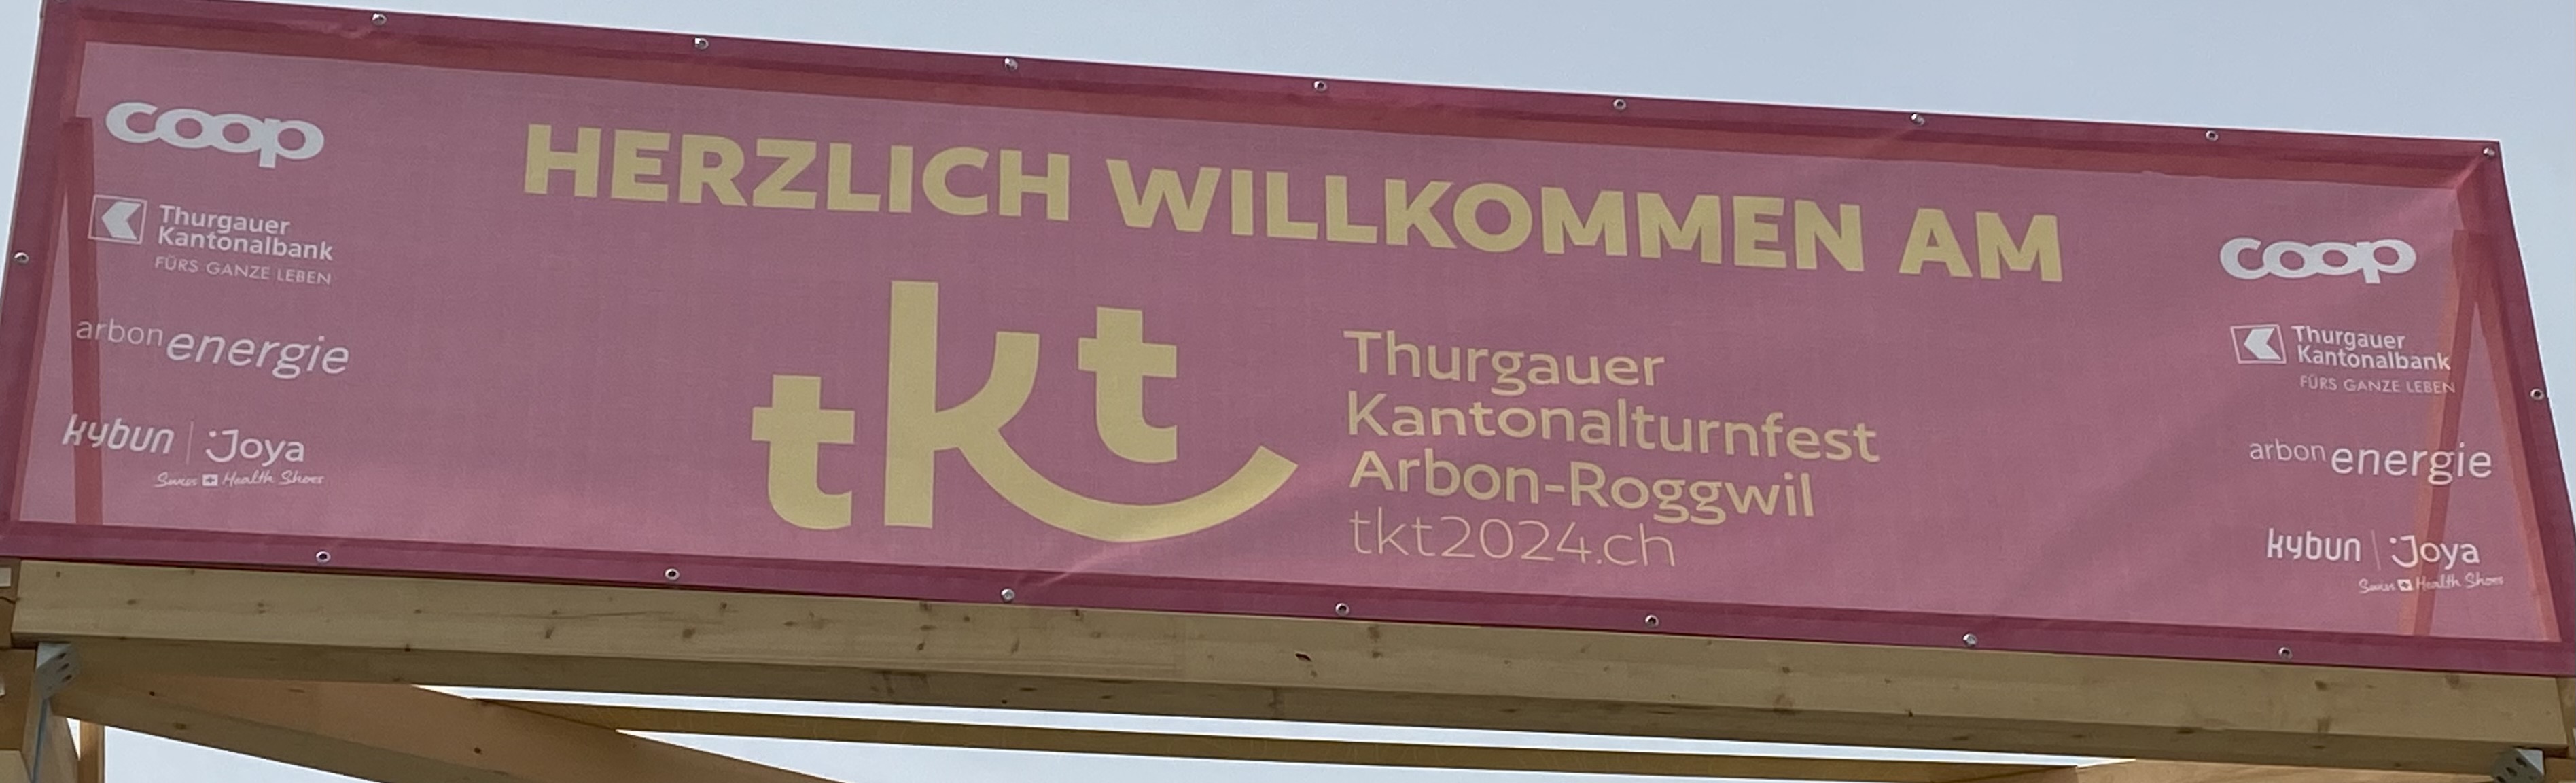 coop
Thurgauer
Kantonalbank
FÜRS GANZE LEBEN
arbon energie
kybun | Joya
Swiss + Health Shoes
HERZLICH WILLKOMMEN AM
tkt
Thurgauer
Kantonalturnfest
Arbon-Roggwil
tkt2024.ch
coop
Thurgauer
Kantonalbank
FÜRS GANZE LEBEN
arbon energie
kybun | Joya
Swiss + Health Shoes